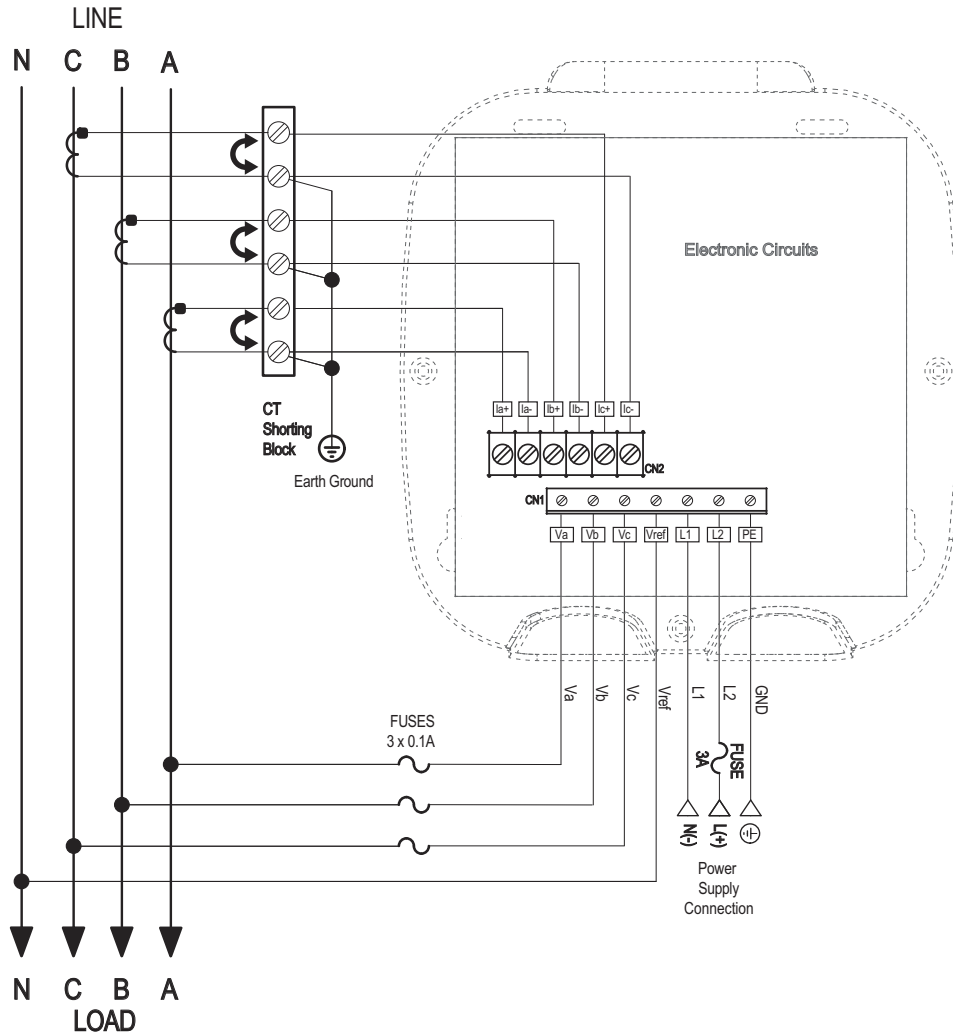 LINE
N C B A
Electronic Circuits
CT
Shorting
Block
Earth Ground
Ia+ Ia- Ib+ Ib- Ic+ Ic-
CN2
CN1
Va Vb Vc Vref L1 L2 PE
Va Vb Vc Vref L1 L2 GND
FUSES
3 x 0.1A
FUSE
3A
N(-) L(+)
Power
Supply
Connection
N C B A
LOAD